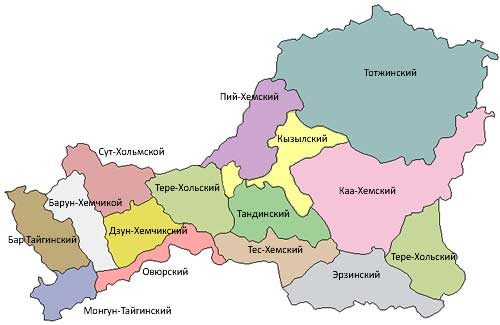 Тотжинский
Пий-Хемский
Кызылский
Сут-Хольмской
Каа-Хемский
Тере-Хольский
Барун-Хемчикой
Тандинский
Дзун-Хемчикский
Бар Тайгинский
Тес-Хемский
Тере-Хольский
Овюрский
Эрзинский
Монгун-Тайгинский